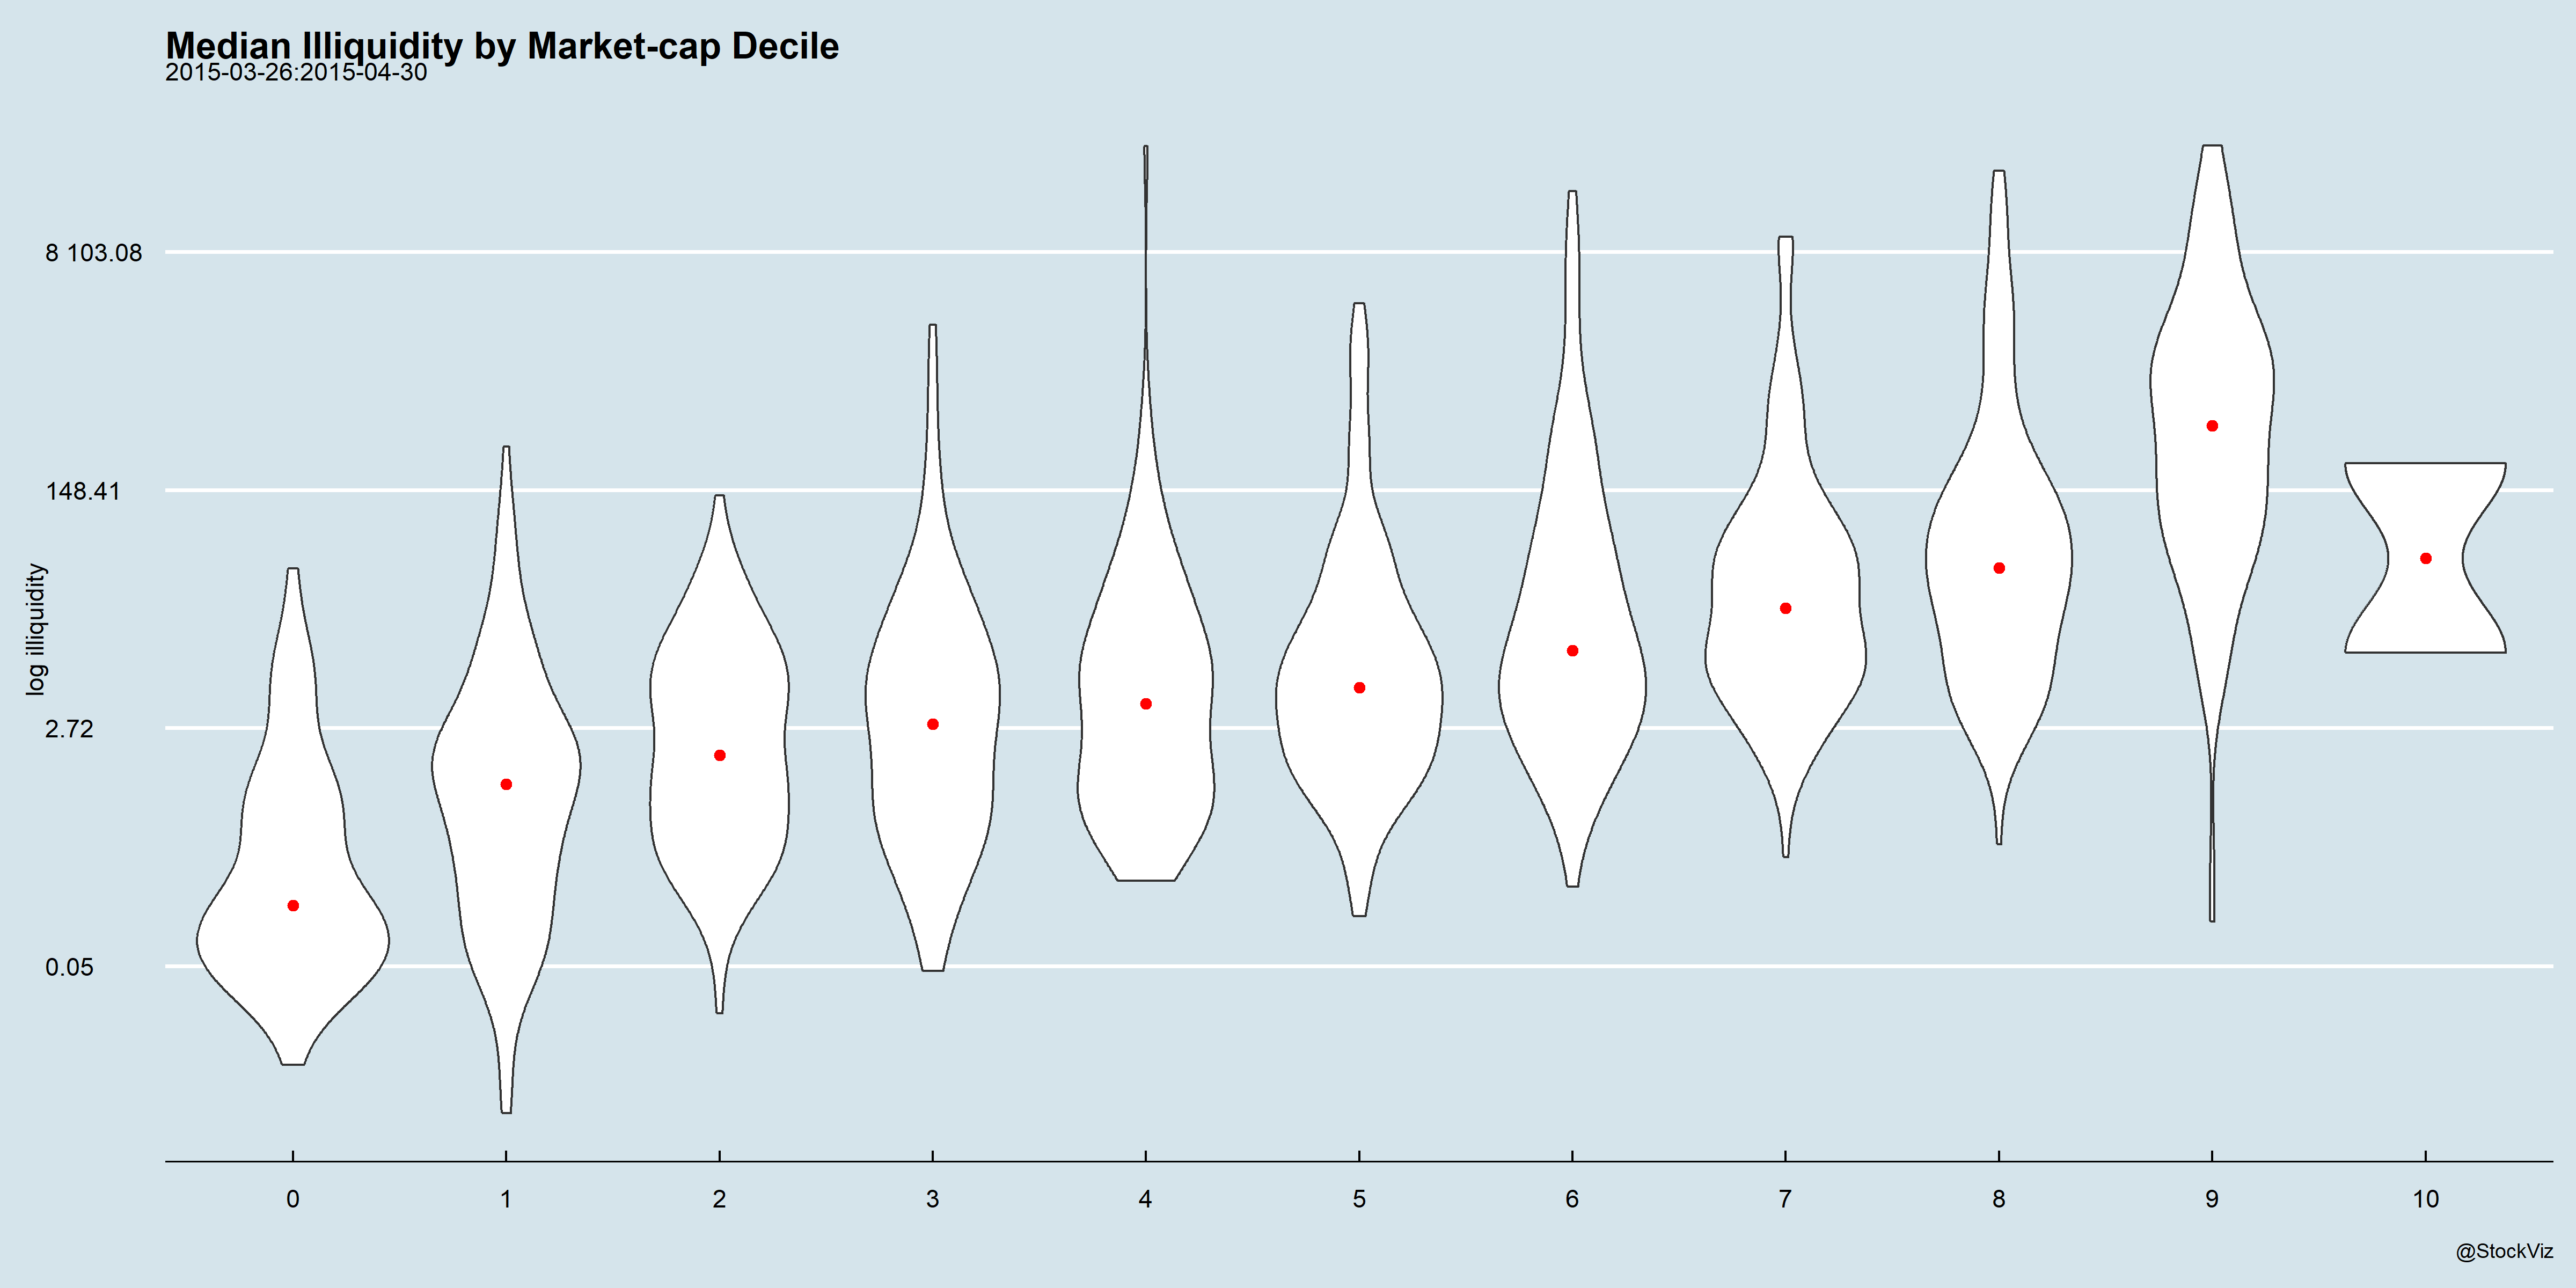 Median Illiquidity by Market-cap Decile
2015-03-26:2015-04-30
8 103.08
148.41
2.72
0.05
log illiquidity
0 1 2 3 4 5 6 7 8 9 10
@StockViz